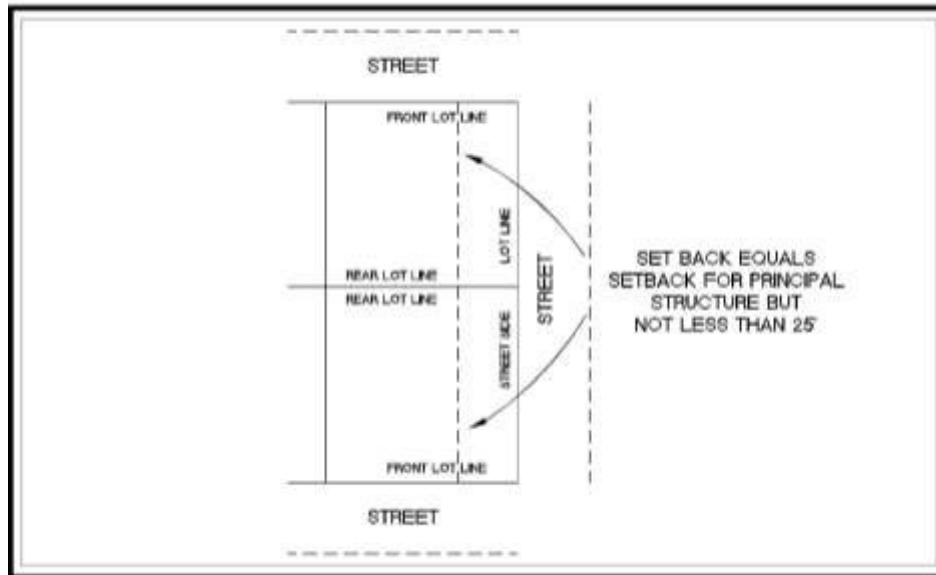 STREET
FRONT LOT LINE
LOT LINE
STREET
REAR LOT LINE
REAR LOT LINE
STREET SIDE
SET BACK EQUALS
SETBACK FOR PRINCIPAL
STRUCTURE BUT
NOT LESS THAN 25'
FRONT LOT LINE
STREET